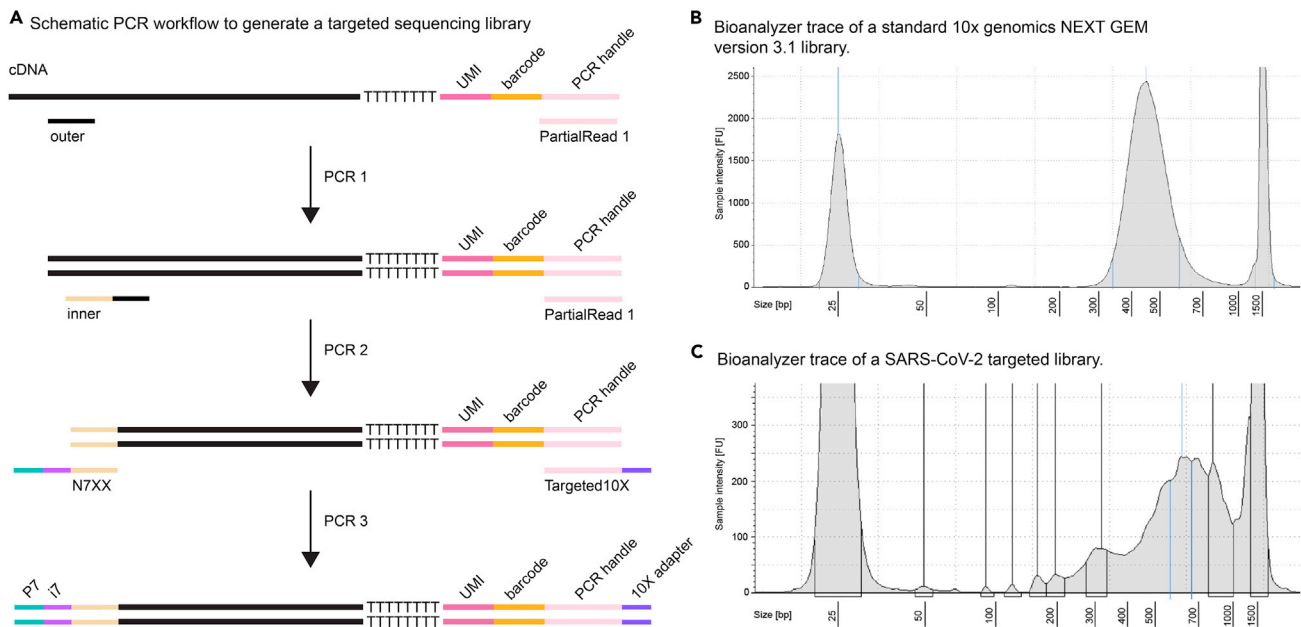 A Schematic PCR workflow to generate a targeted sequencing library
cDNA
TTTTTTTT
UMI
barcode
PCR handle
outer
PartialRead 1
PCR 1
TTTTTTTT
TTTTTTTT
UMI
barcode
PCR handle
inner
PartialRead 1
PCR 2
TTTTTTTT
TTTTTTTT
UMI
barcode
PCR handle
N7XX
Targeted10X
PCR 3
P7
i7
TTTTTTTT
TTTTTTTT
UMI
barcode
PCR handle
10X adapter
B Bioanalyzer trace of a standard 10x genomics NEXT GEM
version 3.1 library.
Sample intensity [FU]
2500
2000
1500
1000
500
0
Size [bp]
25
50
100
200
300
400
500
700
1000
1500
C Bioanalyzer trace of a SARS-CoV-2 targeted library.
Sample intensity [FU]
300
200
100
0
Size [bp]
25
50
100
200
300
400
500
700
1000
1500